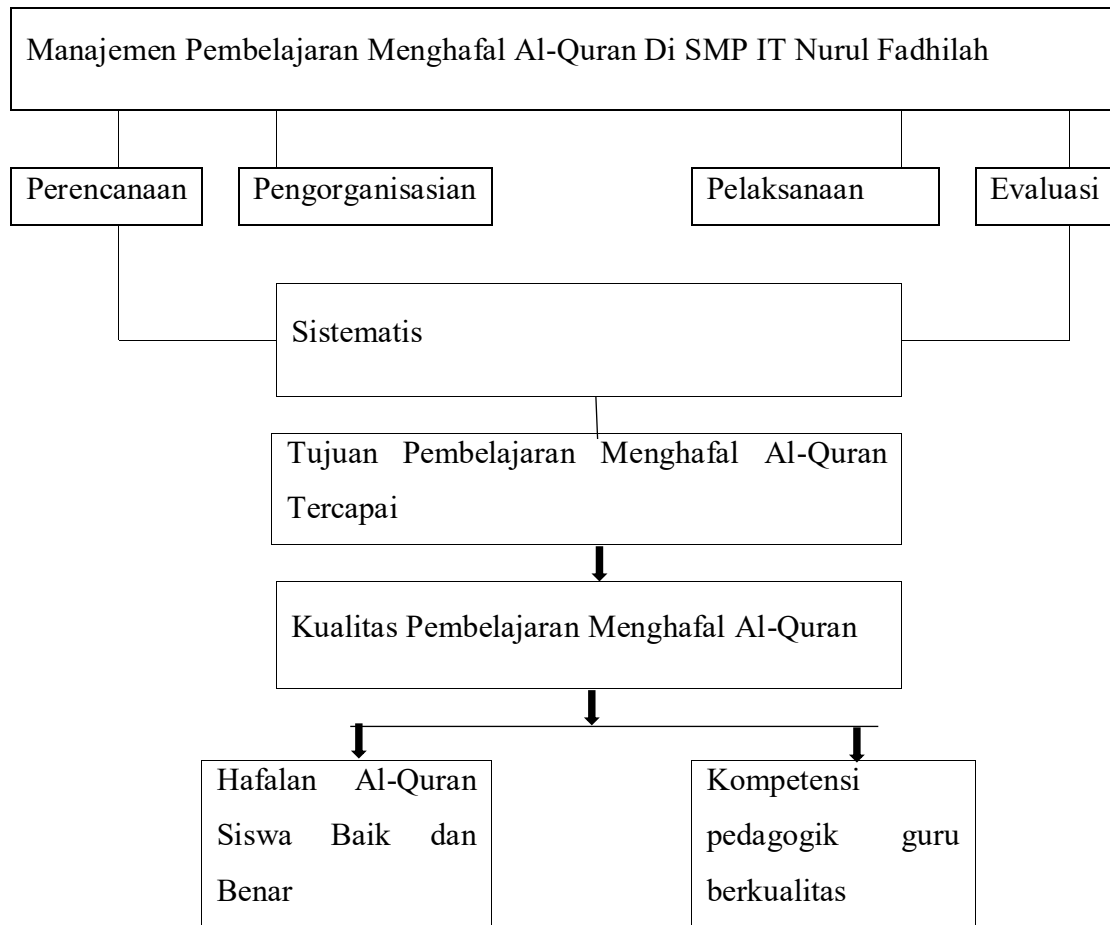 Manajemen Pembelajaran Menghafal Al-Quran Di SMP IT Nurul Fadhilah
Perencanaan
Pengorganisasian
Pelaksanaan
Evaluasi
Sistematis
Tujuan Pembelajaran Menghafal Al-Quran
Tercapai
Kualitas Pembelajaran Menghafal Al-Quran
Hafalan Al-Quran
Siswa Baik dan
Benar
Kompetensi
pedagogik guru
berkualitas